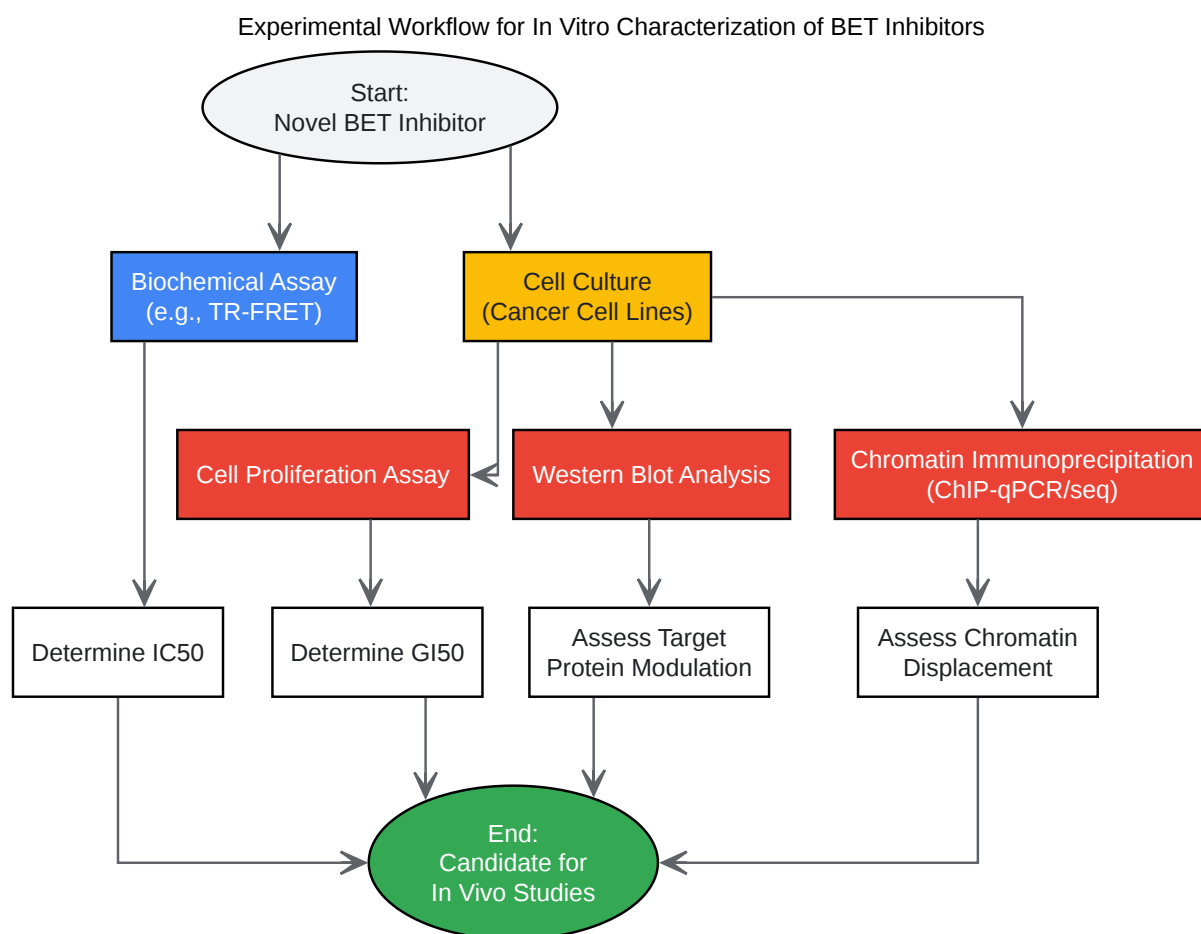 Experimental Workflow for In Vitro Characterization of BET Inhibitors
Start:
Novel BET Inhibitor
Biochemical Assay
(e.g., TR-FRET)
Cell Culture
(Cancer Cell Lines)
Cell Proliferation Assay
Western Blot Analysis
Chromatin Immunoprecipitation
(ChIP-qPCR/seq)
Determine IC50
Determine GI50
Assess Target
Protein Modulation
Assess Chromatin
Displacement
End:
Candidate for
In Vivo Studies